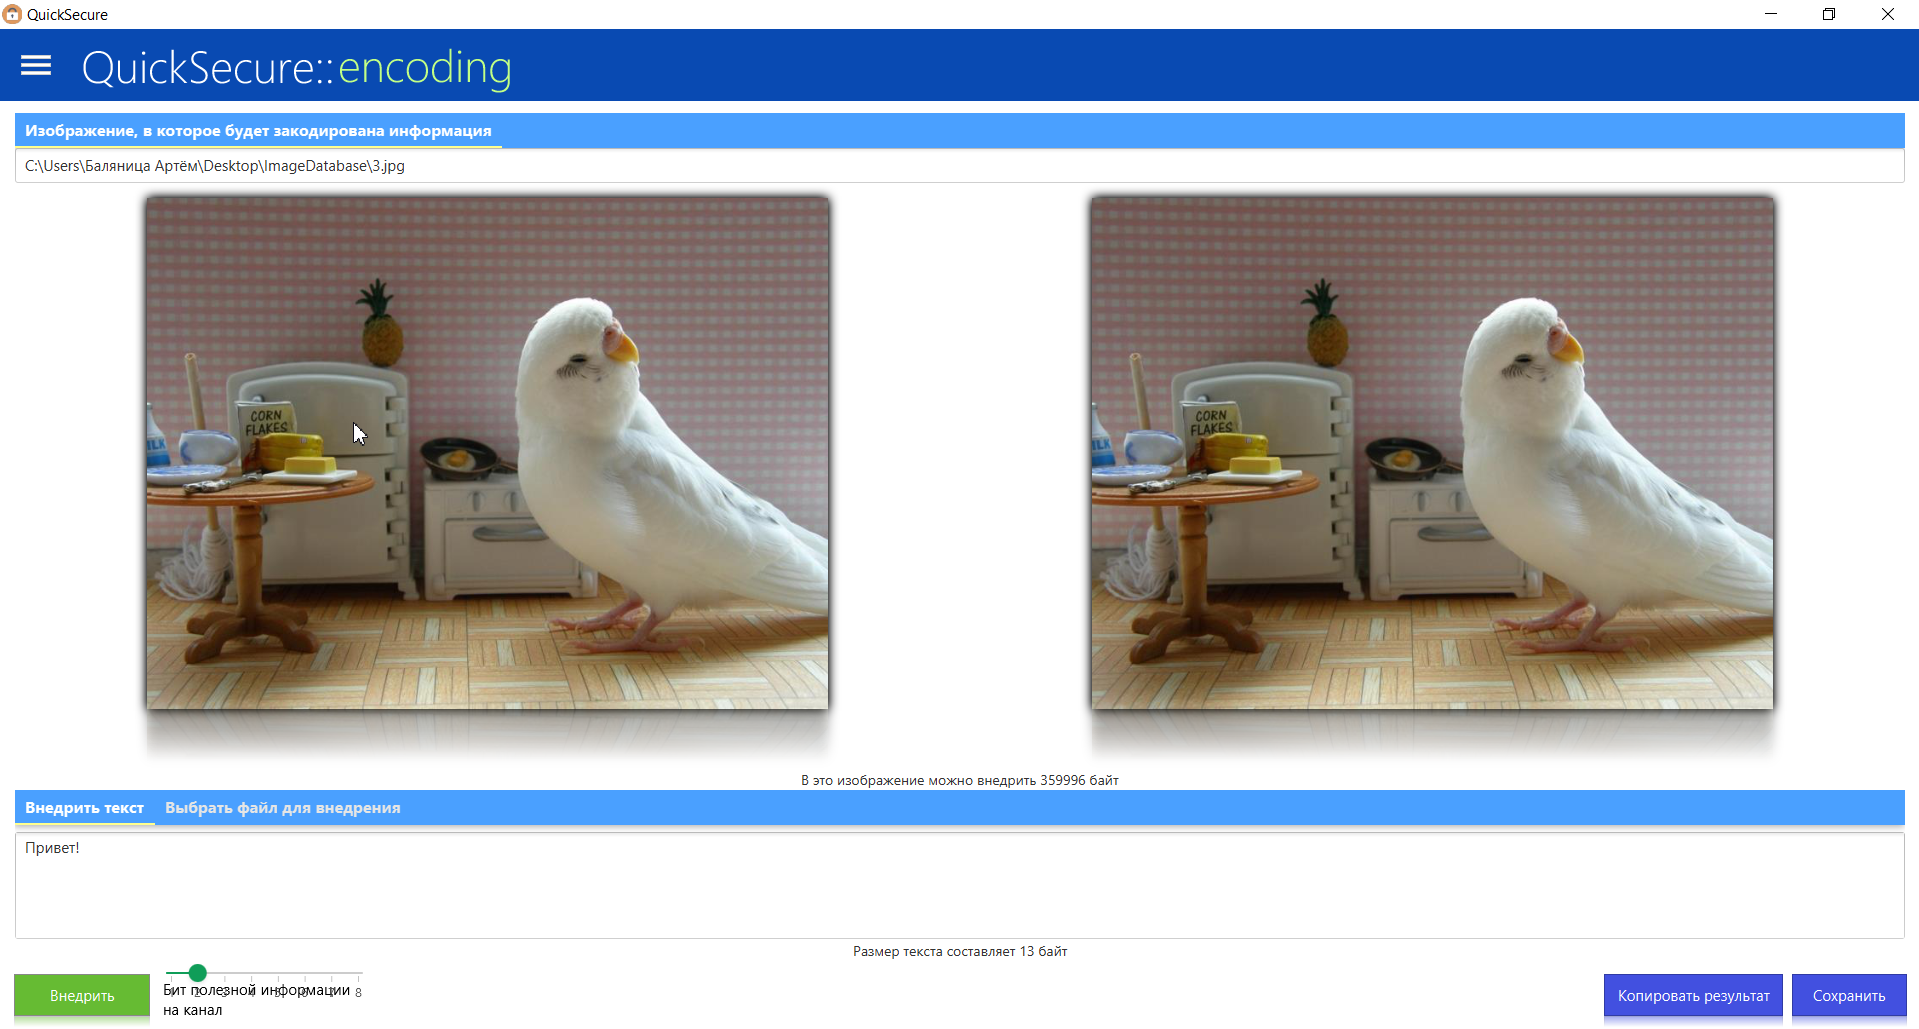 QuickSecure
QuickSecure::encoding
Изображение, в которое будет закодирована информация
C:\Users\Баляница Артём\Desktop\ImageDatabase\3.jpg
CORN
FLAKES
CORN
FLAKES
В это изображение можно внедрить 359996 байт
Внедрить текст Выбрать файл для внедрения
Привет!
Размер текста составляет 13 байт
Внедрить
Бит полезной информации 8
на канал
Копировать результат
Сохранить